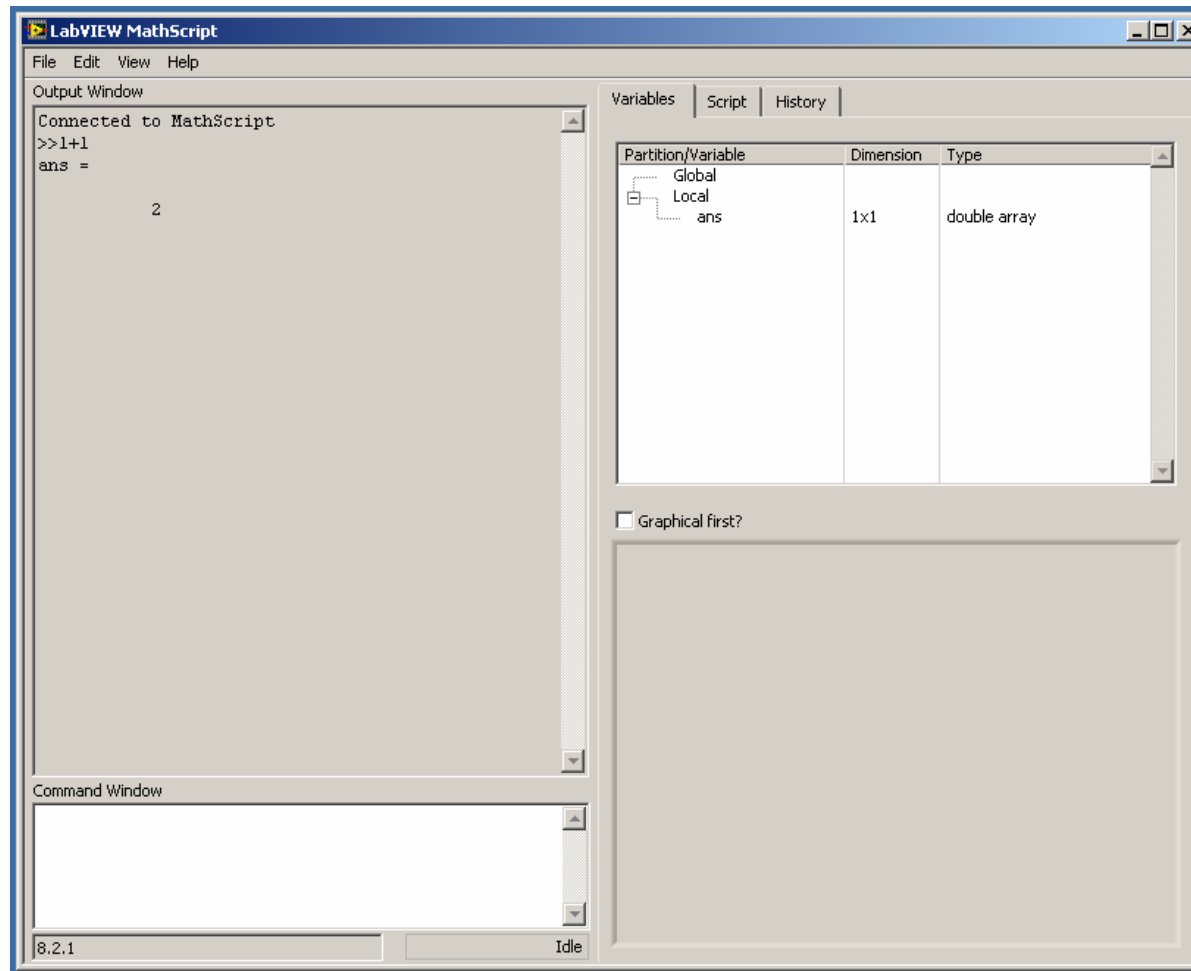 LabVIEW MathScript
File Edit View Help
Output Window
Connected to MathScript
>>1+1
ans =
2
Command Window
8.2.1
Idle
Variables Script History
Partition/Variable Dimension Type
Global
Local
ans 1x1 double array
Graphical first?